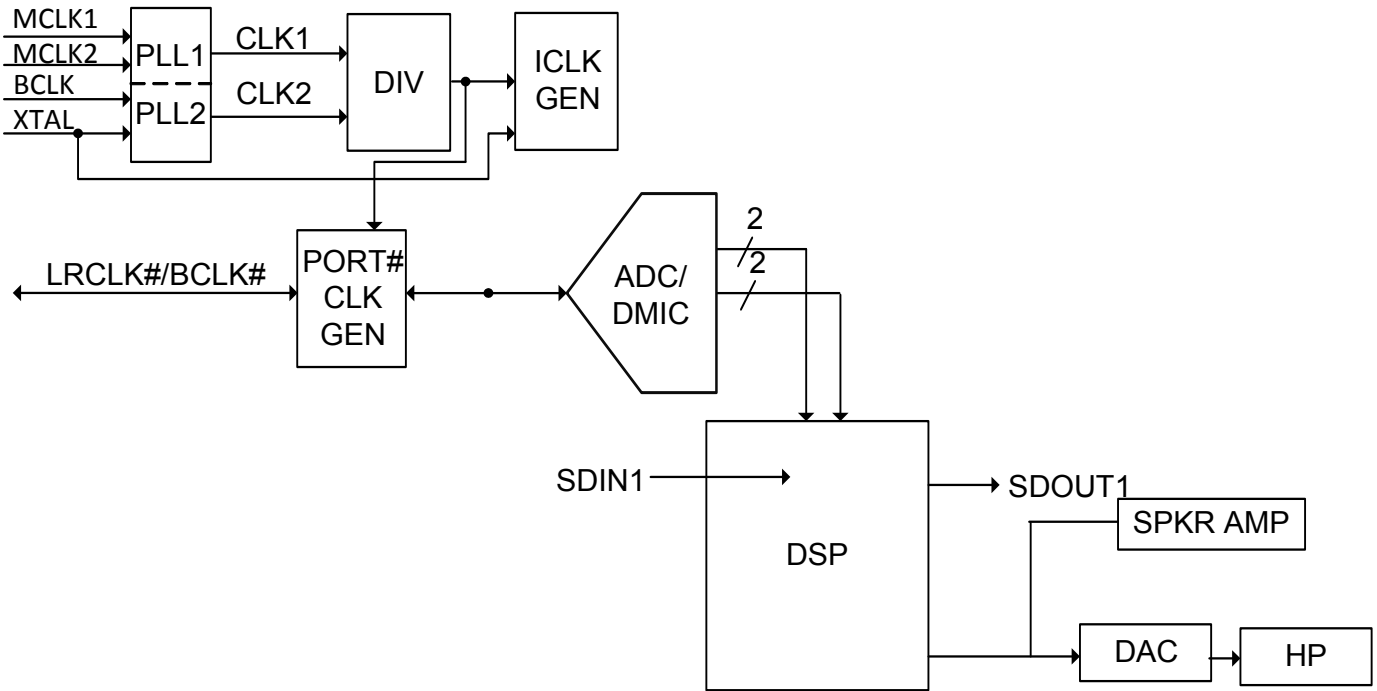 MCLK1
MCLK2
BCLK
XTAL
PLL1
PLL2
CLK1
CLK2
DIV
ICLK
GEN
LRCLK#/BCLK#
PORT#
CLK
GEN
ADC/
DMIC
2
2
SDIN1
DSP
SDOUT1
SPKR AMP
DAC
HP